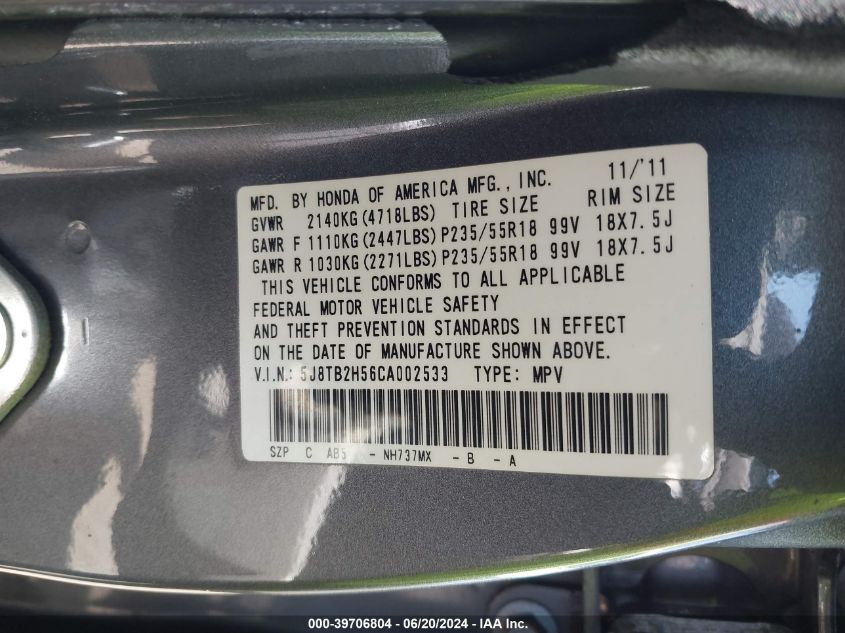 MFD. BY HONDA OF AMERICA MFG., INC. 11/'11
GVWR 2140KG(4718LBS) TIRE SIZE RIM SIZE
GAWR F 1110KG(2447LBS)P235/55R18 99V 18X7.5J
GAWR R 1030KG(2271LBS)P235/55R18 99V 18X7.5J
THIS VEHICLE CONFORMS TO ALL APPLICABLE
FEDERAL MOTOR VEHICLE SAFETY
AND THEFT PREVENTION STANDARDS IN EFFECT
ON THE DATE OF MANUFACTURE SHOWN ABOVE.
V.I.N.: 5J8TB2H56CA002533 TYPE: MPV
SZP C AB5 - NH737MX - B - A
000-39706804 / 06/20/2024 - IAA Inc.